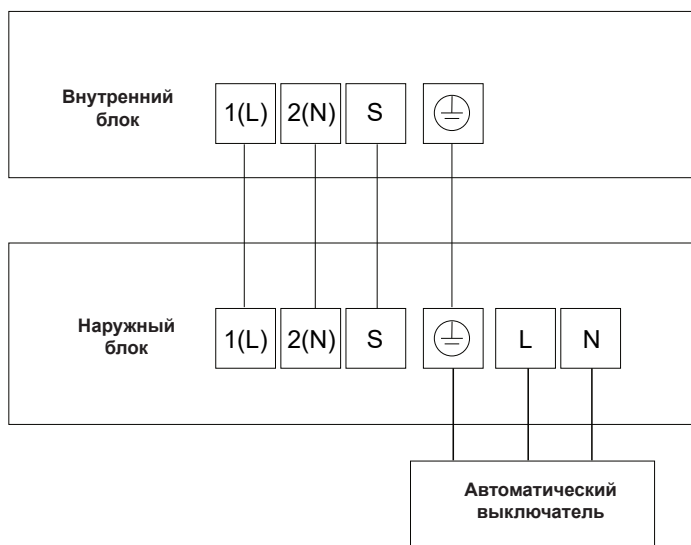 Внутренний
блок
1(L) 2(N) S
Наружный
блок
1(L) 2(N) S L N
Автоматический
выключатель